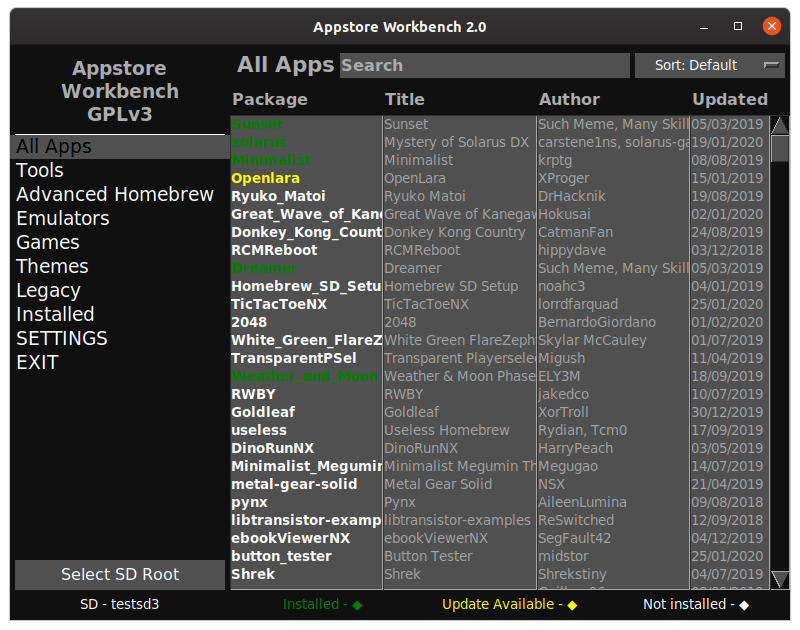 Appstore Workbench 2.0
Appstore
Workbench
GPLv3
All Apps
Tools
Advanced Homebrew
Emulators
Games
Themes
Legacy
Installed
SETTINGS
EXIT
Select SD Root
SD - testsd3
All Apps Search Sort: Default
Package Title Author Updated
Sunset Sunset Such Meme, Many Skill 05/03/2019
solarus Mystery of Solarus DX carstene1ns, solarus-ga 19/01/2020
Minimalist Minimalist krptg 08/08/2019
Openlara OpenLara XProger 15/01/2019
Ryuko_Matoi Ryuko Matoi DrHacknik 19/08/2019
Great_Wave_of_Kane Great Wave of Kanegaw Hokusai 02/01/2020
Donkey_Kong_Count Donkey Kong Country CatmanFan 24/08/2019
RCMReboot RCMReboot hippydave 03/12/2018
Dreamer Dreamer Such Meme, Many Skill 05/03/2019
Homebrew_SD_Setu Homebrew SD Setup noahc3 04/01/2019
TicTacToeNX TicTacToeNX lorrdfarquad 25/01/2020
2048 2048 BernardoGiordano 01/02/2020
White_Green_FlareZ White Green FlareZeph Skylar McCauley 01/07/2019
TransparentPSel Transparent Playersele Migush 11/04/2019
Weather_and_Moon Weather & Moon Phase ELY3M 18/09/2019
RWBY RWBY jakedco 10/07/2019
Goldleaf Goldleaf XorTroll 30/12/2019
useless Useless Homebrew Rydian, Tcm0 17/09/2019
DinoRunNX DinoRunNX HarryPeach 03/05/2019
Minimalist_Megumin Minimalist Megumin Th Megugao 14/07/2019
metal-gear-solid Metal Gear Solid NSX 21/04/2019
pynx Pynx AileenLumina 09/08/2018
libtransistor-examp libtransistor-examples ReSwitched 12/09/2018
ebookViewerNX ebookViewerNX SegFault42 04/12/2019
button_tester Button Tester midstor 25/01/2020
Shrek Shrek Shrekstiny 04/07/2019
Installed - ◆ Update Available - ◆ Not installed - ◆